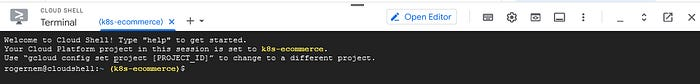 CLOUD SHELL
Terminal
(k8s-ecommerce)
Open Editor
Welcome to Cloud Shell! Type "help" to get started.
Your Cloud Platform project in this session is set to k8s-ecommerce.
Use “gcloud config set project [PROJECT_ID]” to change to a different project.
rogernem@cloudshell:~ (k8s-ecommerce)$